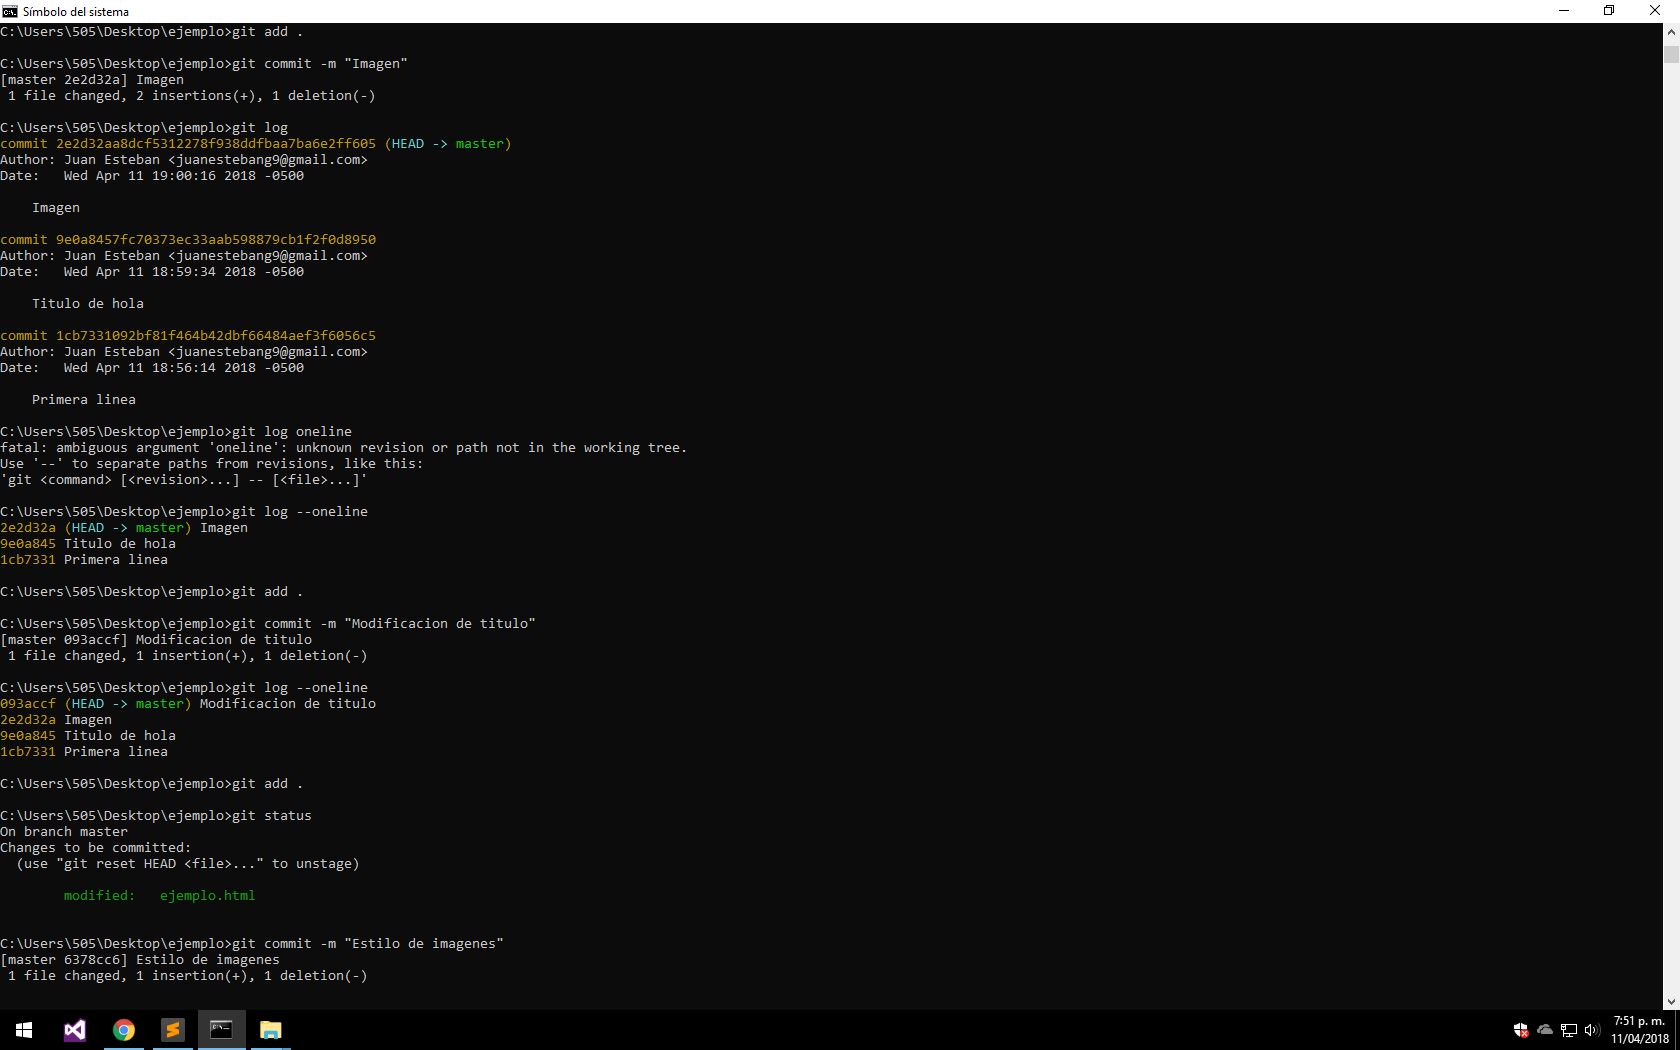 Símbolo del sistema
C:\Users\505\Desktop\ejemplo>git add .
C:\Users\505\Desktop\ejemplo>git commit -m "Imagen"
[master 2e2d32a] Imagen
 1 file changed, 2 insertions(+), 1 deletion(-)
C:\Users\505\Desktop\ejemplo>git log
commit 2e2d32aa8dcf5312278f938ddfbaa7ba6e2ff605 (HEAD -> master)
Author: Juan Esteban <juanestebang9@gmail.com>
Date:   Wed Apr 11 19:00:16 2018 -0500
    Imagen
commit 9e0a8457fc70373ec33aab598879cb1f2f0d8950
Author: Juan Esteban <juanestebang9@gmail.com>
Date:   Wed Apr 11 18:59:34 2018 -0500
    Titulo de hola
commit 1cb7331092bf81f464b42dbf66484aef3f6056c5
Author: Juan Esteban <juanestebang9@gmail.com>
Date:   Wed Apr 11 18:56:14 2018 -0500
    Primera linea
C:\Users\505\Desktop\ejemplo>git log oneline
fatal: ambiguous argument 'oneline': unknown revision or path not in the working tree.
Use '--' to separate paths from revisions, like this:
'git <command> [<revision>...] -- [<file>...]'
C:\Users\505\Desktop\ejemplo>git log --oneline
2e2d32a (HEAD -> master) Imagen
9e0a845 Titulo de hola
1cb7331 Primera linea
C:\Users\505\Desktop\ejemplo>git add .
C:\Users\505\Desktop\ejemplo>git commit -m "Modificacion de titulo"
[master 093accf] Modificacion de titulo
 1 file changed, 1 insertion(+), 1 deletion(-)
C:\Users\505\Desktop\ejemplo>git log --oneline
093accf (HEAD -> master) Modificacion de titulo
2e2d32a Imagen
9e0a845 Titulo de hola
1cb7331 Primera linea
C:\Users\505\Desktop\ejemplo>git add .
C:\Users\505\Desktop\ejemplo>git status
On branch master
Changes to be committed:
  (use "git reset HEAD <file>..." to unstage)
        modified:   ejemplo.html
C:\Users\505\Desktop\ejemplo>git commit -m "Estilo de imagenes"
[master 6378cc6] Estilo de imagenes
 1 file changed, 1 insertion(+), 1 deletion(-)
7:51 p. m.
11/04/2018